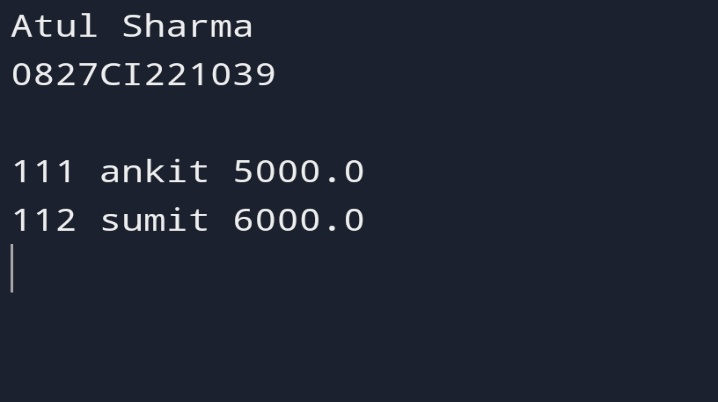 Atul Sharma
0827CI221039
111 ankit 5000.0
112 sumit 6000.0